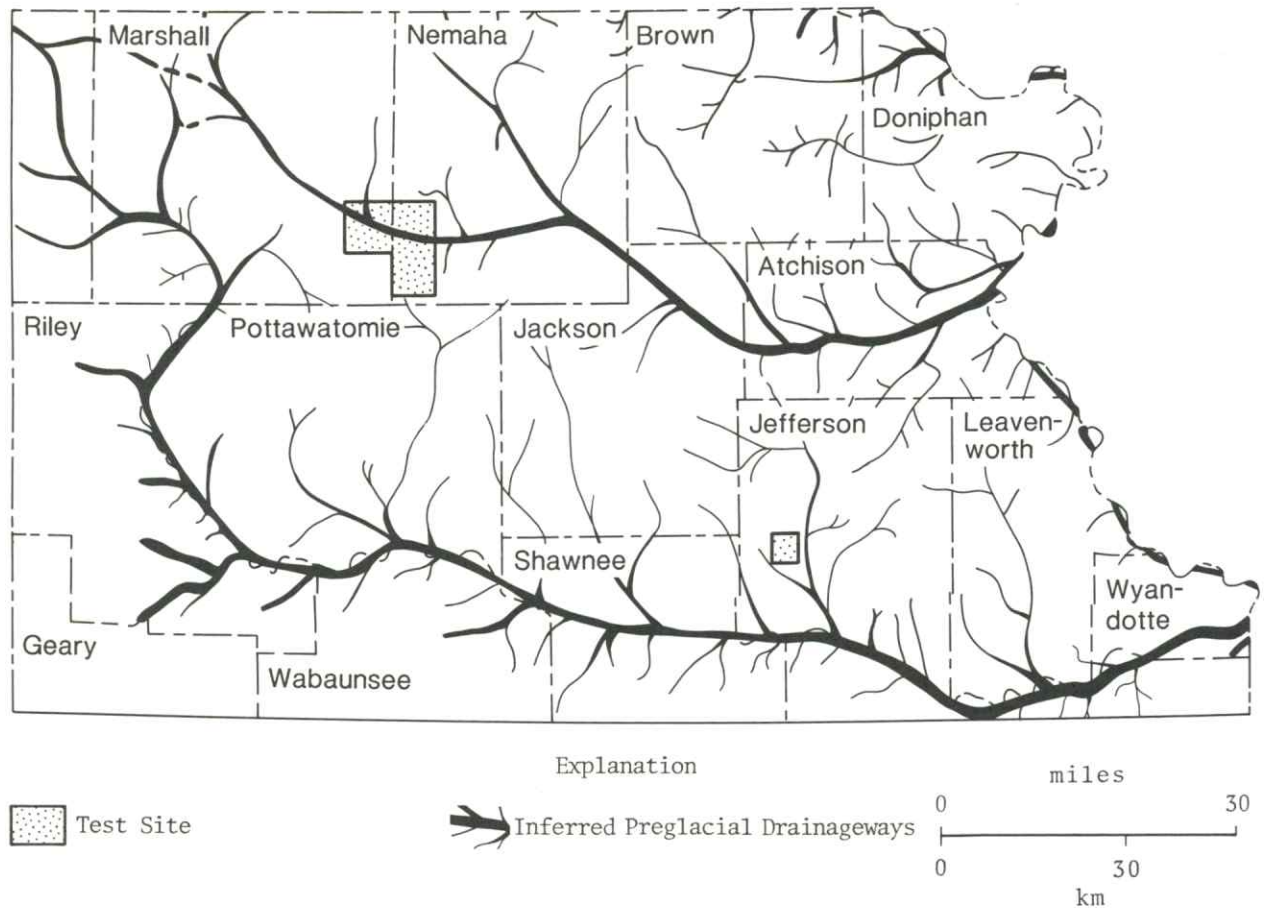 Marshall
Nemaha
Brown
Doniphan
Atchison
Riley
Pottawatomie
Jackson
Jefferson
Leaven-
worth
Shawnee
Wyan-
dotte
Geary
Wabaunsee
Explanation
Test Site
Inferred Preglacial Drainageways
miles
0 30
0 30
km